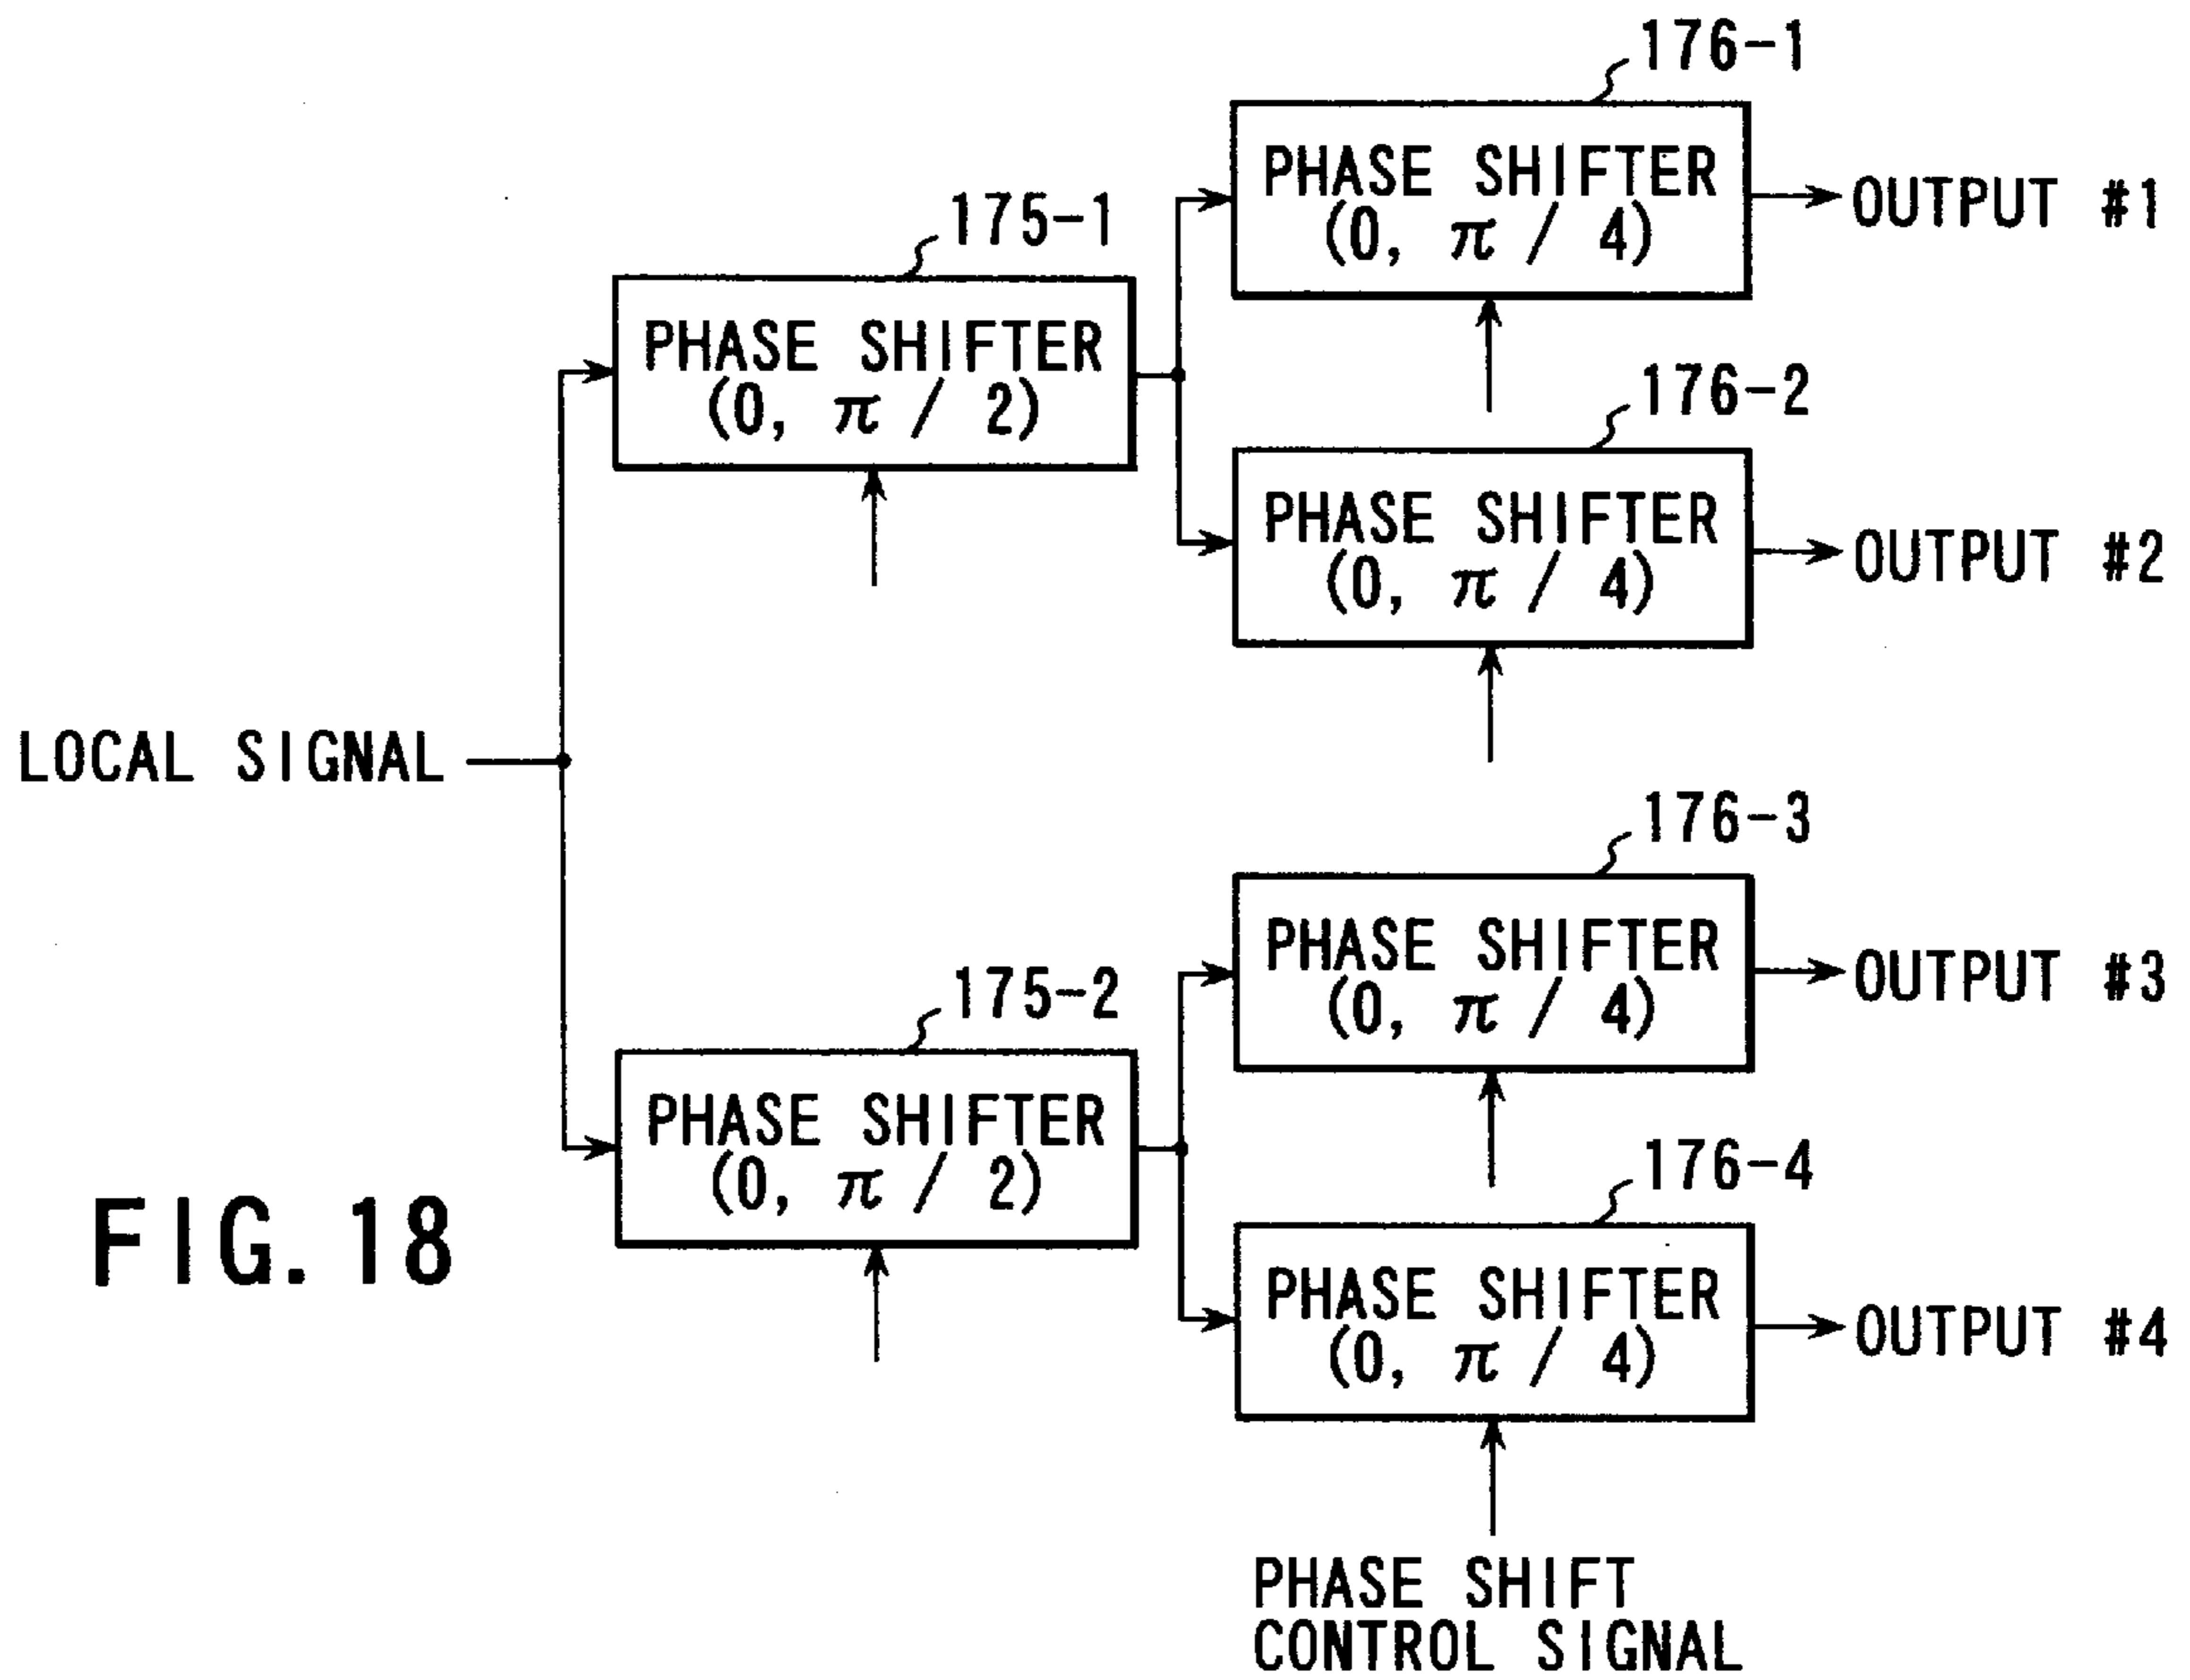 176-1
PHASE SHIFTER
(0, π / 4)
OUTPUT #1
175-1
PHASE SHIFTER
(0, π / 2)
176-2
PHASE SHIFTER
(0, π / 4)
OUTPUT #2
LOCAL SIGNAL
176-3
PHASE SHIFTER
(0, π / 4)
OUTPUT #3
175-2
PHASE SHIFTER
(0, π / 2)
176-4
PHASE SHIFTER
(0, π / 4)
OUTPUT #4
FIG. 18
PHASE SHIFT
CONTROL SIGNAL